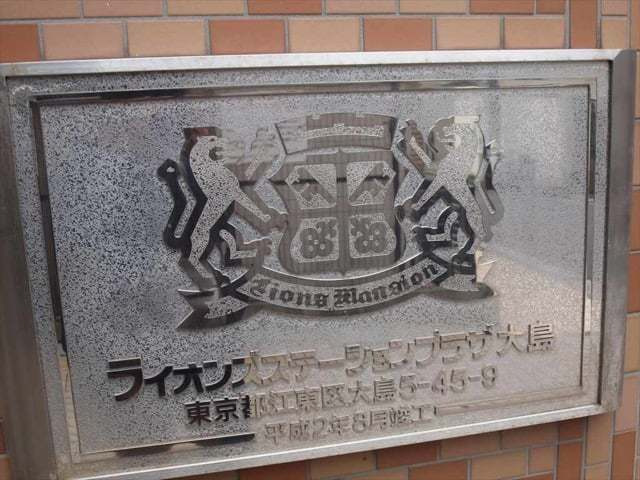 Lions Mansion
ライオンズステーションプラザ大島
東京都江東区大島5-45-9
平成2年8月竣工